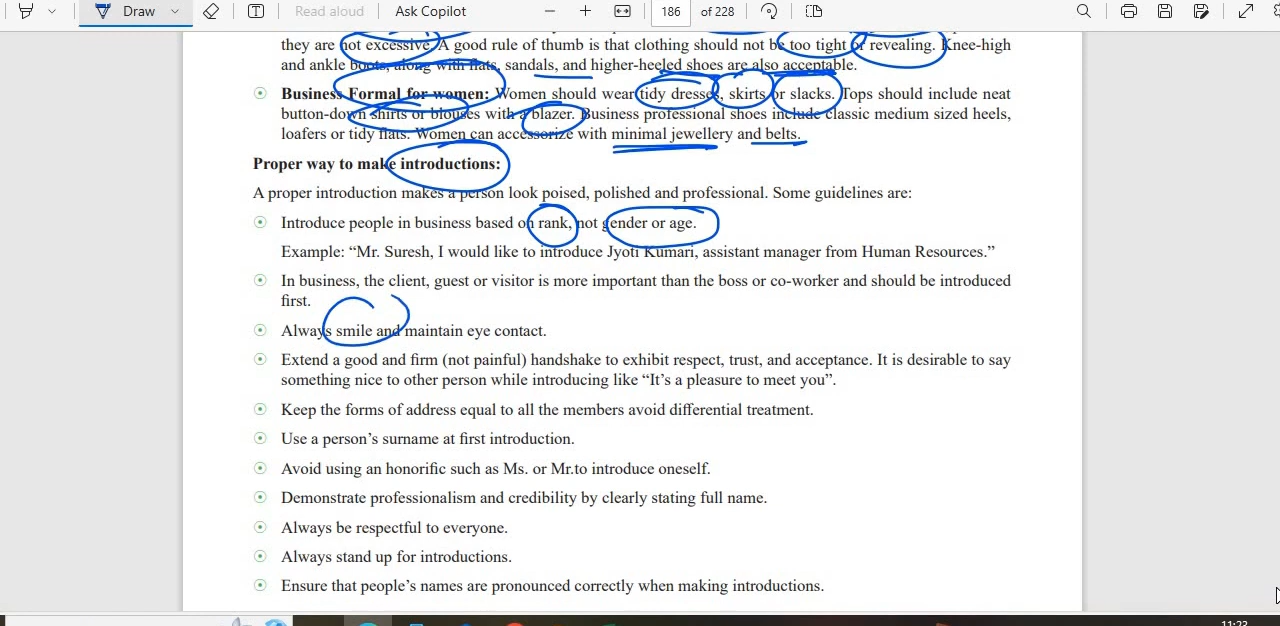 Draw
Read aloud
Ask Copilot
186 of 228
they are not excessive. A good rule of thumb is that clothing should not be too tight or revealing. Knee-high
and ankle boots, along with flats, sandals, and higher-heeled shoes are also acceptable.
Business Formal for women: Women should wear tidy dresses, skirts or slacks. Tops should include neat
button-down shirts or blouses with a blazer. Business professional shoes include classic medium sized heels,
loafers or tidy flats. Women can accessorize with minimal jewellery and belts.
Proper way to make introductions:
A proper introduction makes a person look poised, polished and professional. Some guidelines are:
Introduce people in business based on rank, not gender or age.
Example: “Mr. Suresh, I would like to introduce Jyoti Kumari, assistant manager from Human Resources.”
In business, the client, guest or visitor is more important than the boss or co-worker and should be introduced
first.
Always smile and maintain eye contact.
Extend a good and firm (not painful) handshake to exhibit respect, trust, and acceptance. It is desirable to say
something nice to other person while introducing like “It’s a pleasure to meet you”.
Keep the forms of address equal to all the members avoid differential treatment.
Use a person’s surname at first introduction.
Avoid using an honorific such as Ms. or Mr.to introduce oneself.
Demonstrate professionalism and credibility by clearly stating full name.
Always be respectful to everyone.
Always stand up for introductions.
Ensure that people’s names are pronounced correctly when making introductions.